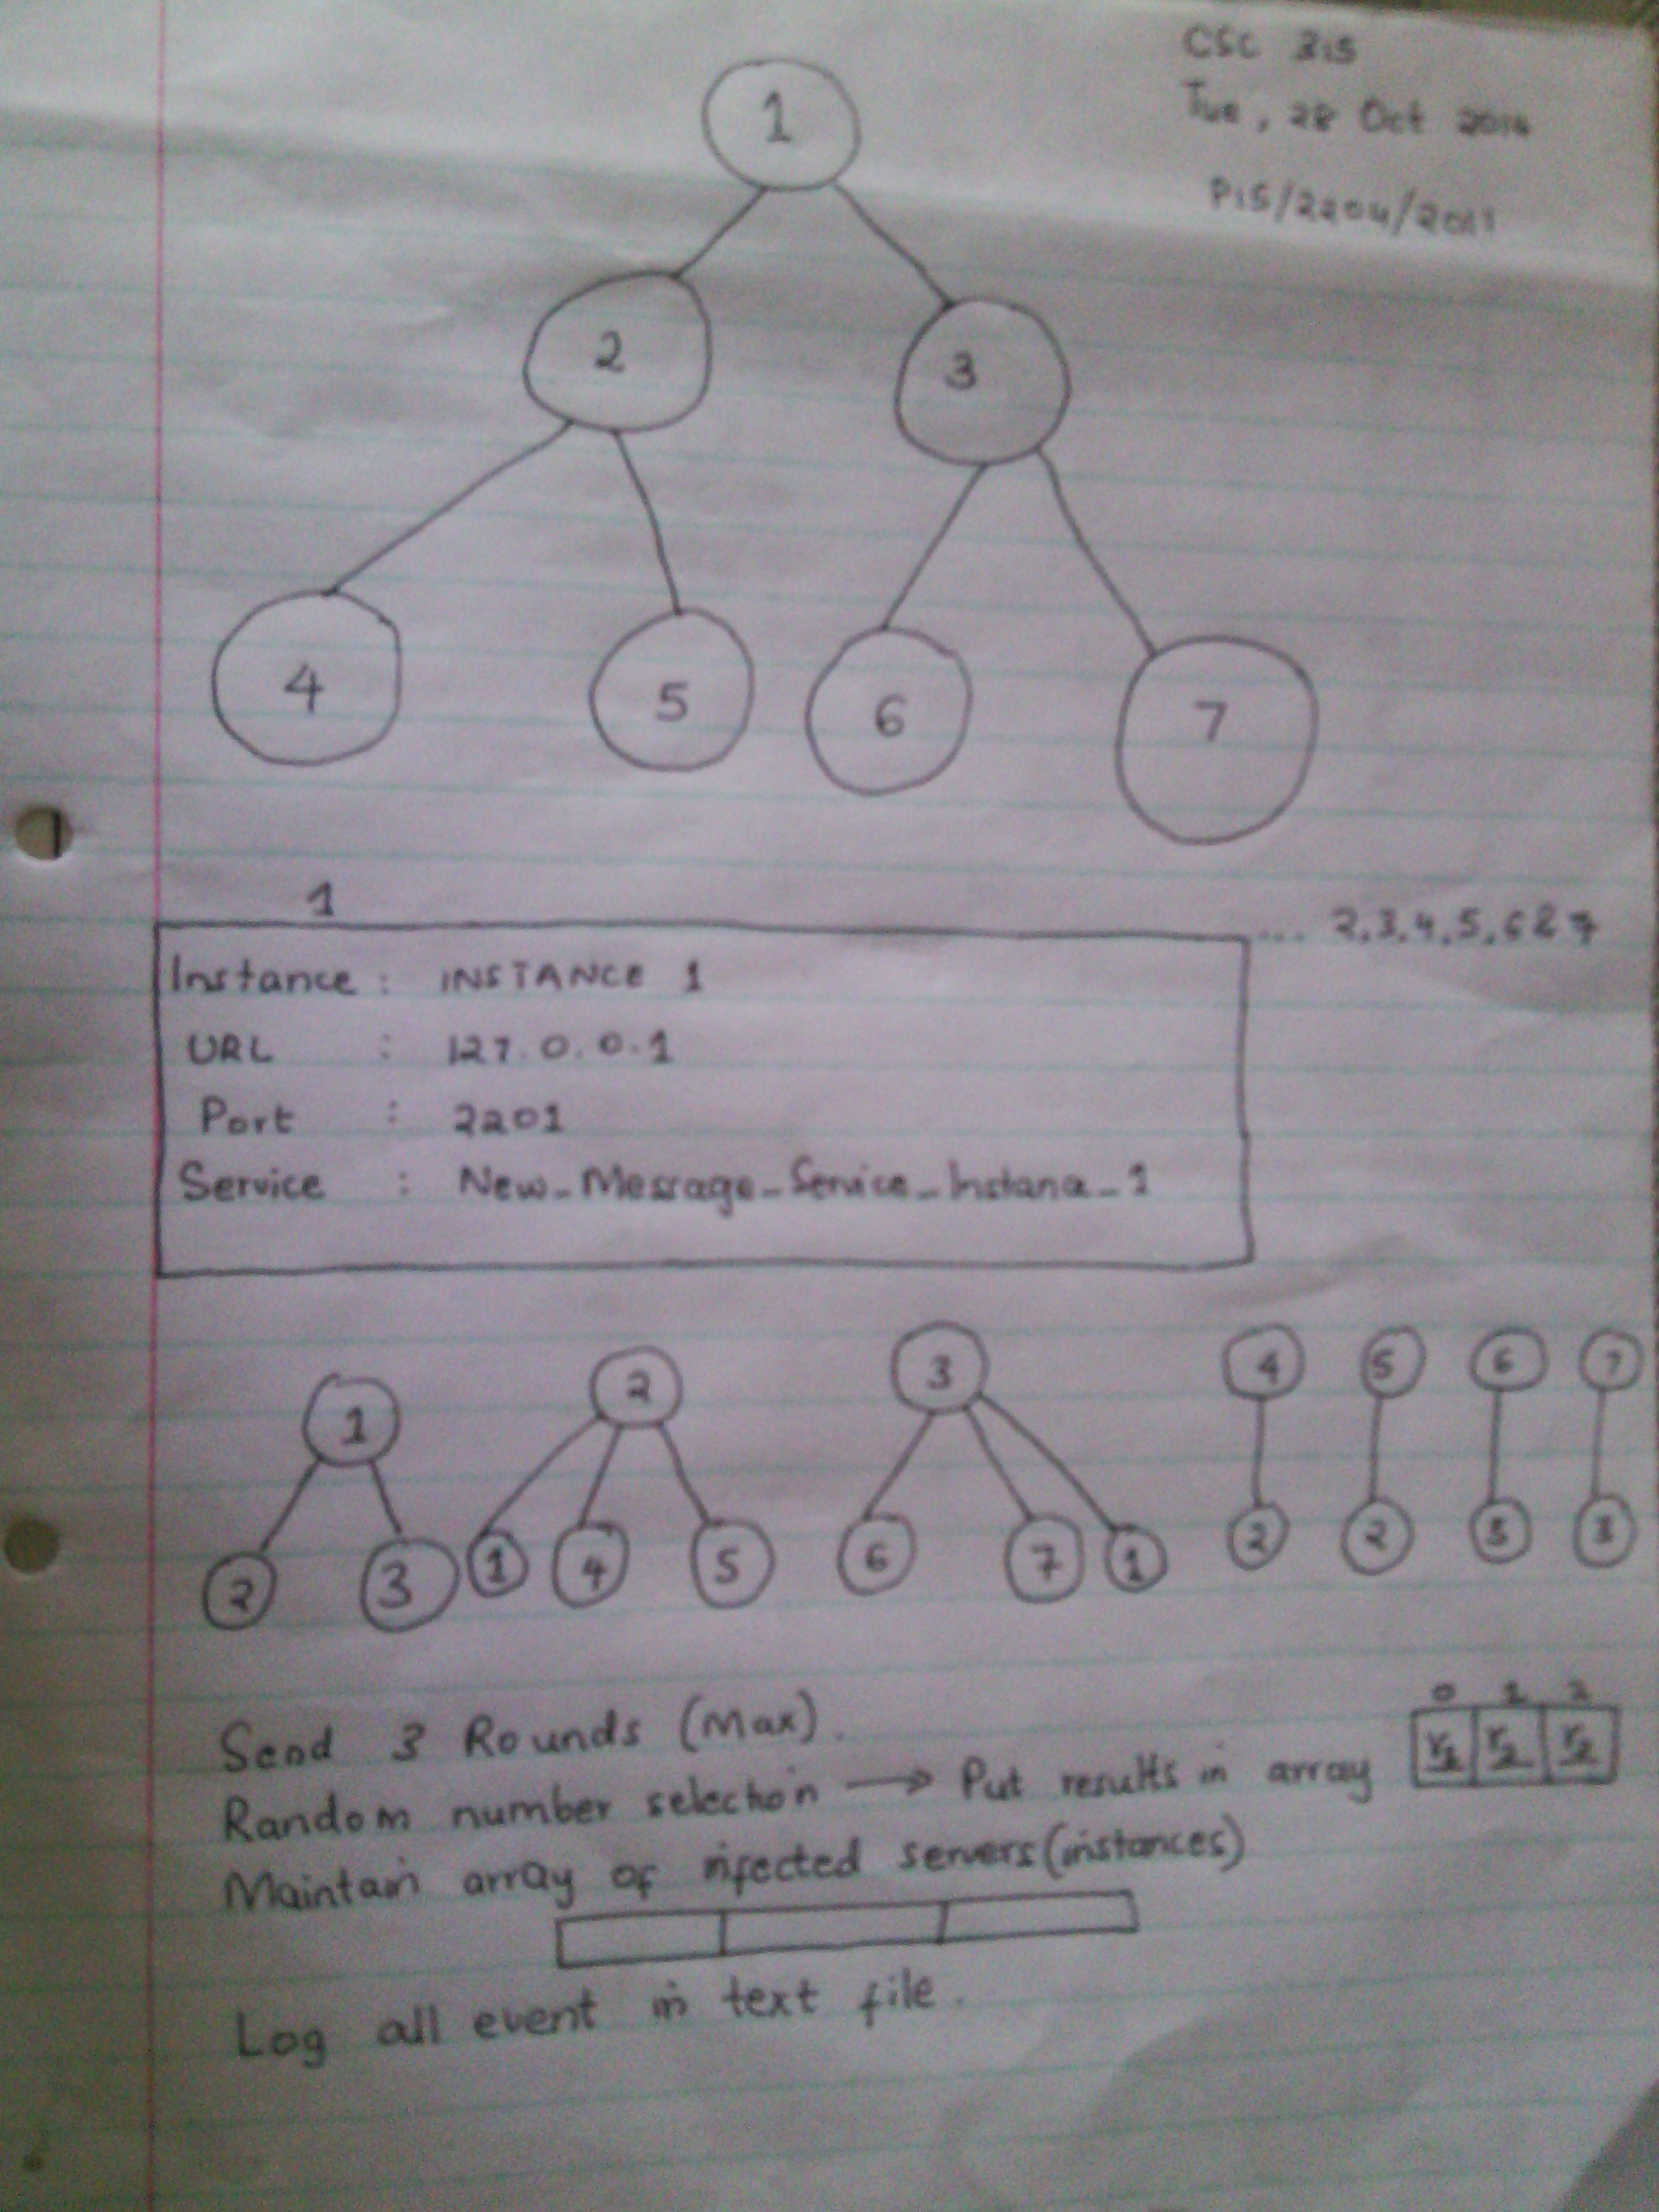 CSC 315
Tue, 28 Oct 2014
P15/2204/2011
1
2
3
4
5
6
7
1
... 2,3,4,5,6 & 7
Instance : INSTANCE 1
URL : 127.0.0.1
Port : 2201
Service : New_Message_Service_Instance_1
1 2 3 4 5 6 7
2 3 1 4 5 6 7 1 2 2 3 3
Send 3 Rounds (Max).
0 1 2
Random number selection → Put results in array
Maintain array of infected servers (instances)
Log all event in text file.